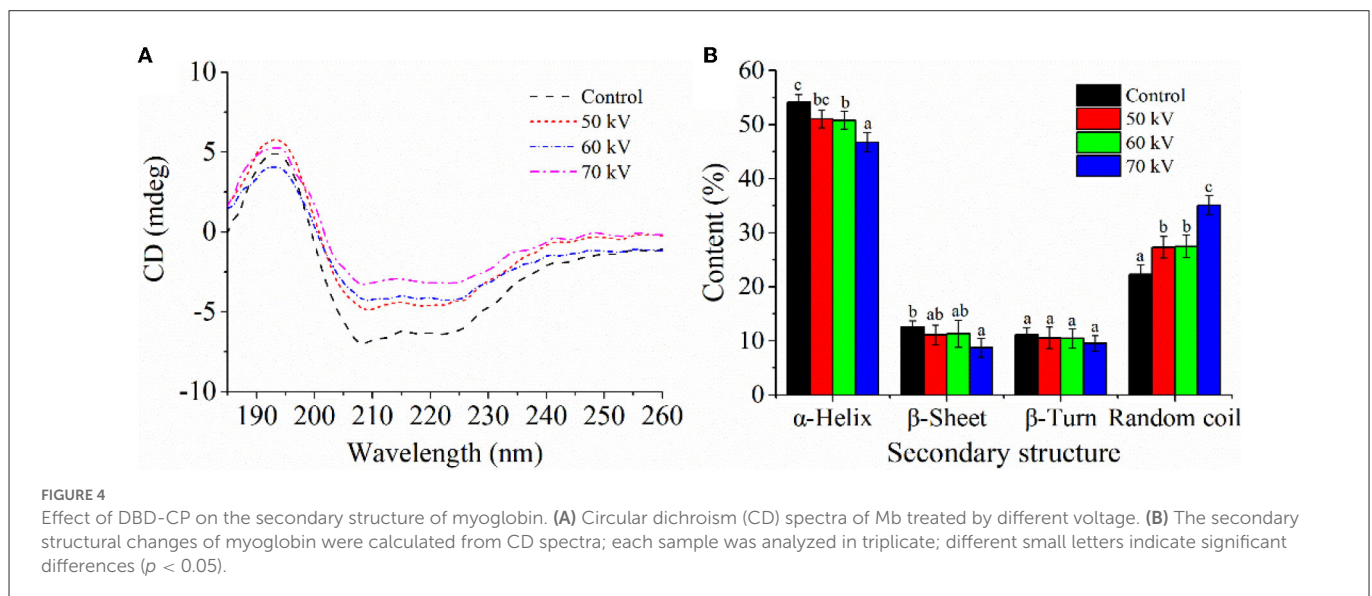 A
10
5
0
-5
-10
CD (mdeg)
Control
50 kV
60 kV
70 kV
190 200 210 220 230 240 250 260
Wavelength (nm)
B
60
50
40
30
20
10
0
Content (%)
Control
50 kV
60 kV
70 kV
c bc b a
b ab ab a
a a a a
a b b c
α-Helix β-Sheet β-Turn Random coil
Secondary structure
FIGURE 4
Effect of DBD-CP on the secondary structure of myoglobin. (A) Circular dichroism (CD) spectra of Mb treated by different voltage. (B) The secondary
structural changes of myoglobin were calculated from CD spectra; each sample was analyzed in triplicate; different small letters indicate significant
differences (p < 0.05).